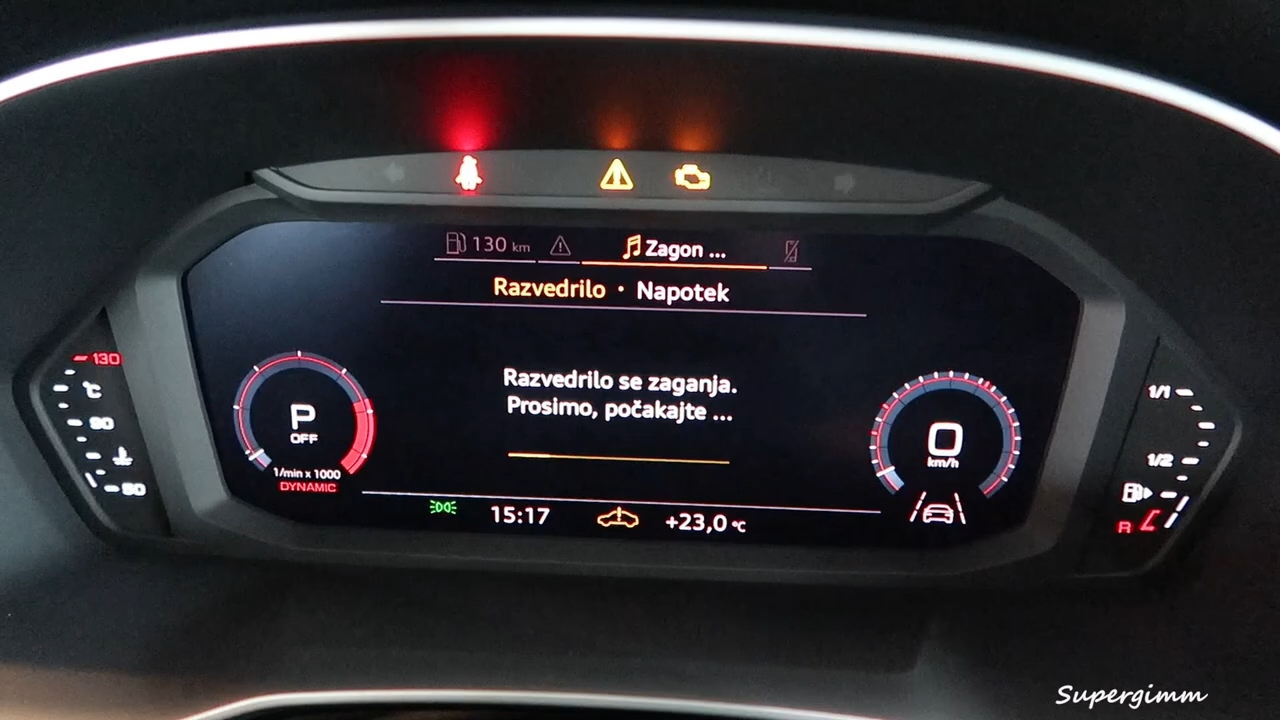 130 km
Zagon ...
Razvedrilo · Napotek
Razvedrilo se zaganja.
Prosimo, počakajte ...
130
°C
90
50
P
OFF
1/min x 1000
DYNAMIC
0
km/h
1/1
1/2
R
15:17
+23,0 °C
Supergimm